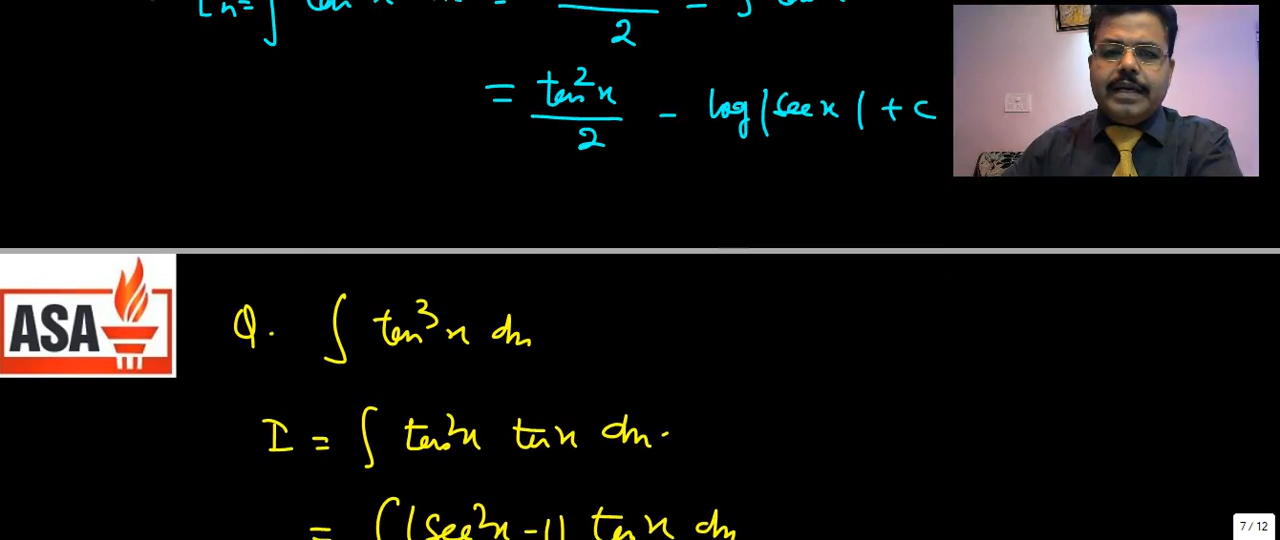 = tan²x / 2 - log|sec x| + c
ASA
Q. ∫ tan³x dx
I = ∫ tan²x tan x dx.
= ∫ (sec²x - 1) tan x dx
7 / 12